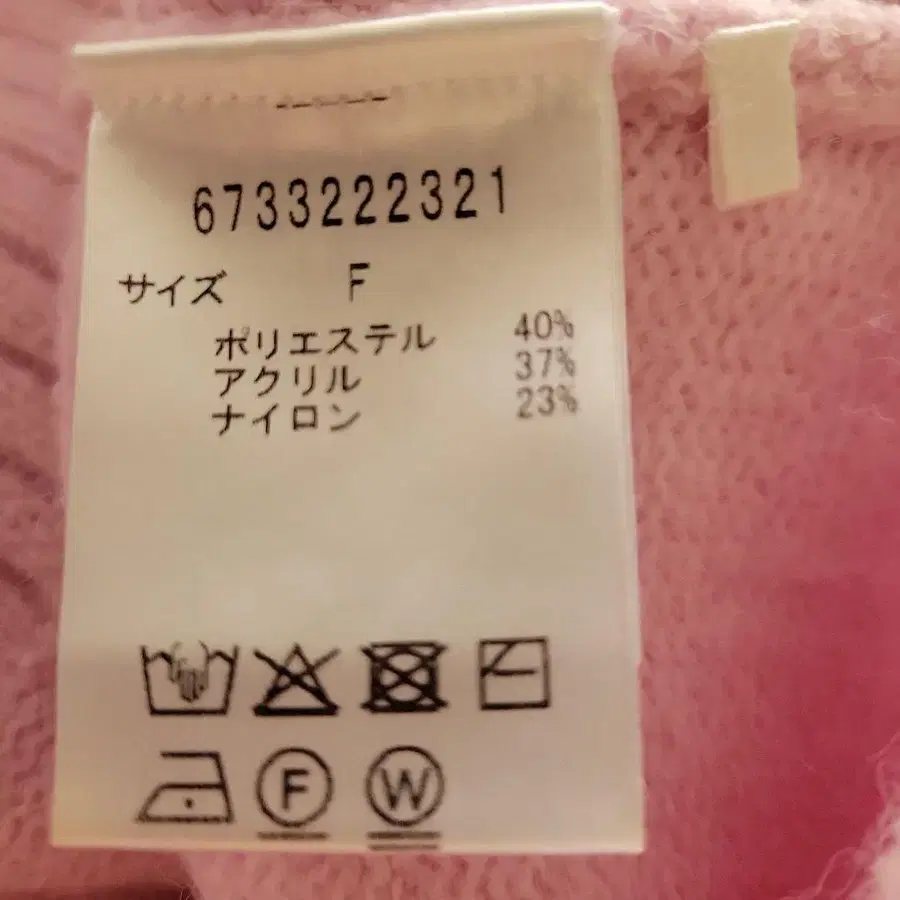 6733222321
サイズ F
ポリエステル 40%
アクリル 37%
ナイロン 23%
F W